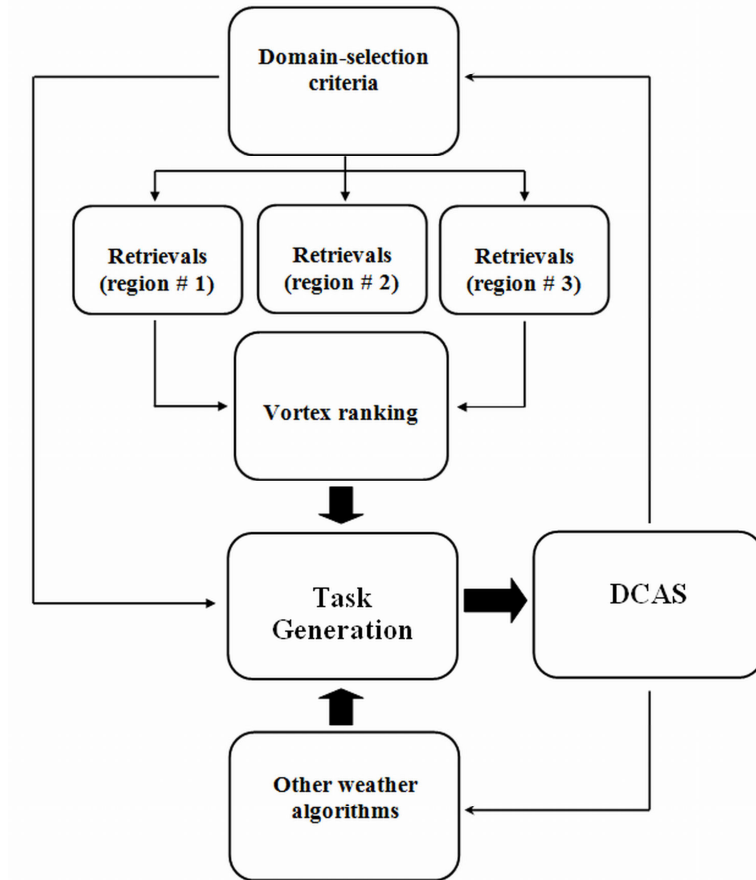 Domain-selection
criteria
Retrievals
(region # 1)
Retrievals
(region # 2)
Retrievals
(region # 3)
Vortex ranking
Task
Generation
DCAS
Other weather
algorithms